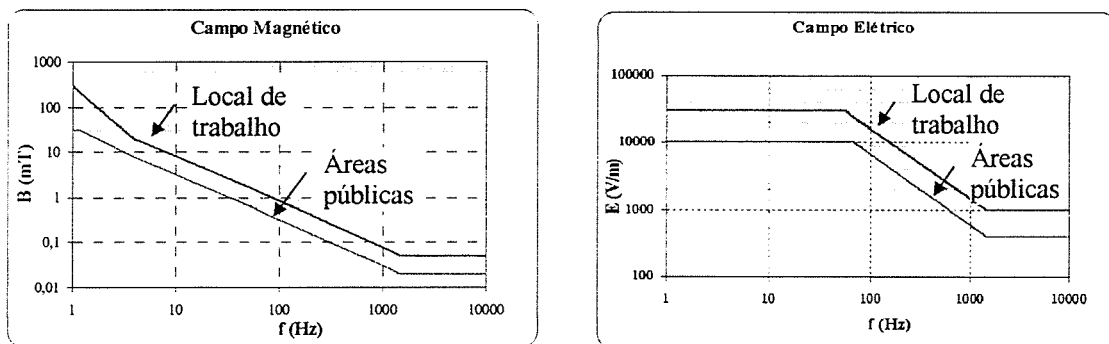 Campo Magnético
1000
100
10
1
0,1
0,01
B (mT)
Local de
trabalho
Áreas
públicas
1
10
100
1000
10000
f (Hz)
Campo Elétrico
100000
10000
1000
100
E (V/m)
Local de
trabalho
Áreas
públicas
1
10
100
1000
10000
f (Hz)